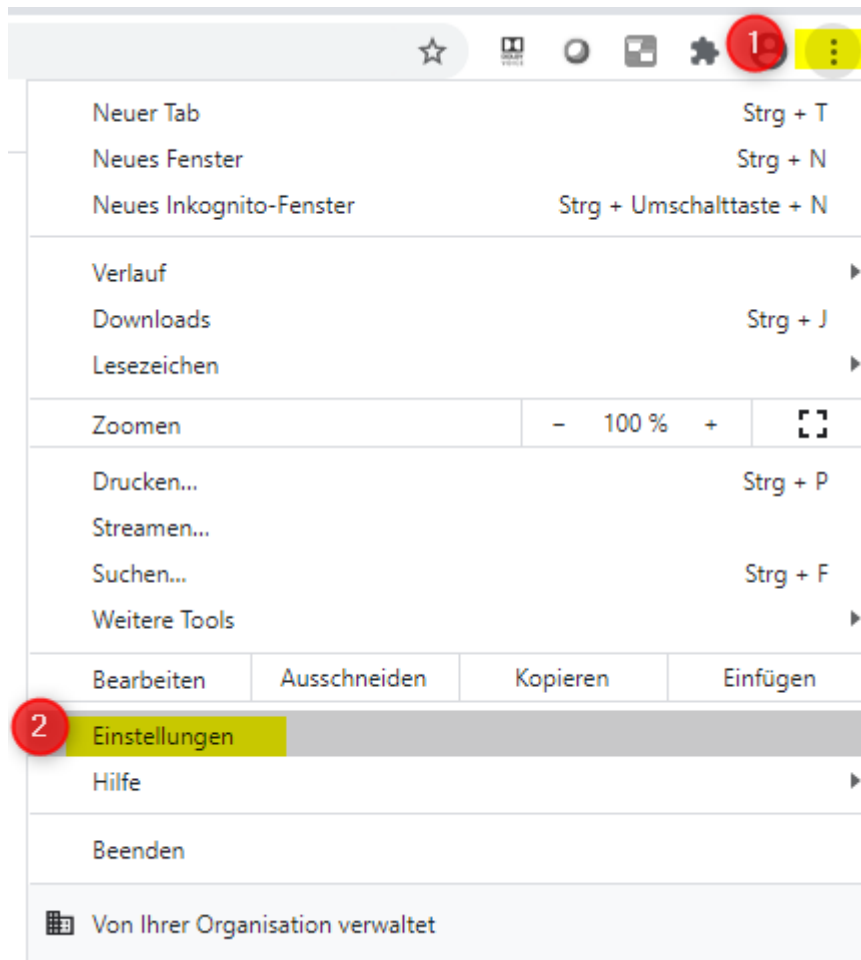 1
Neuer Tab Strg + T
Neues Fenster Strg + N
Neues Inkognito-Fenster Strg + Umschalttaste + N
Verlauf
Downloads Strg + J
Lesezeichen
Zoomen - 100 % +
Drucken... Strg + P
Streamen...
Suchen... Strg + F
Weitere Tools
Bearbeiten Ausschneiden Kopieren Einfügen
2 Einstellungen
Hilfe
Beenden
Von Ihrer Organisation verwaltet